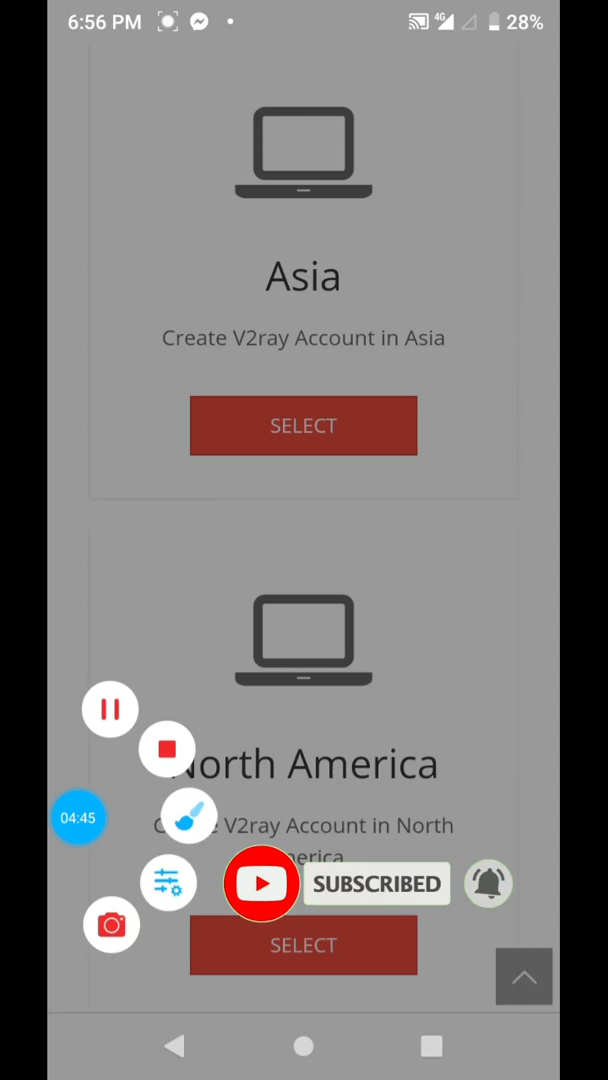 6:56 PM
4G
28%
Asia
Create V2ray Account in Asia
SELECT
North America
04:45
V2ray Account in North
SUBSCRIBED
SELECT